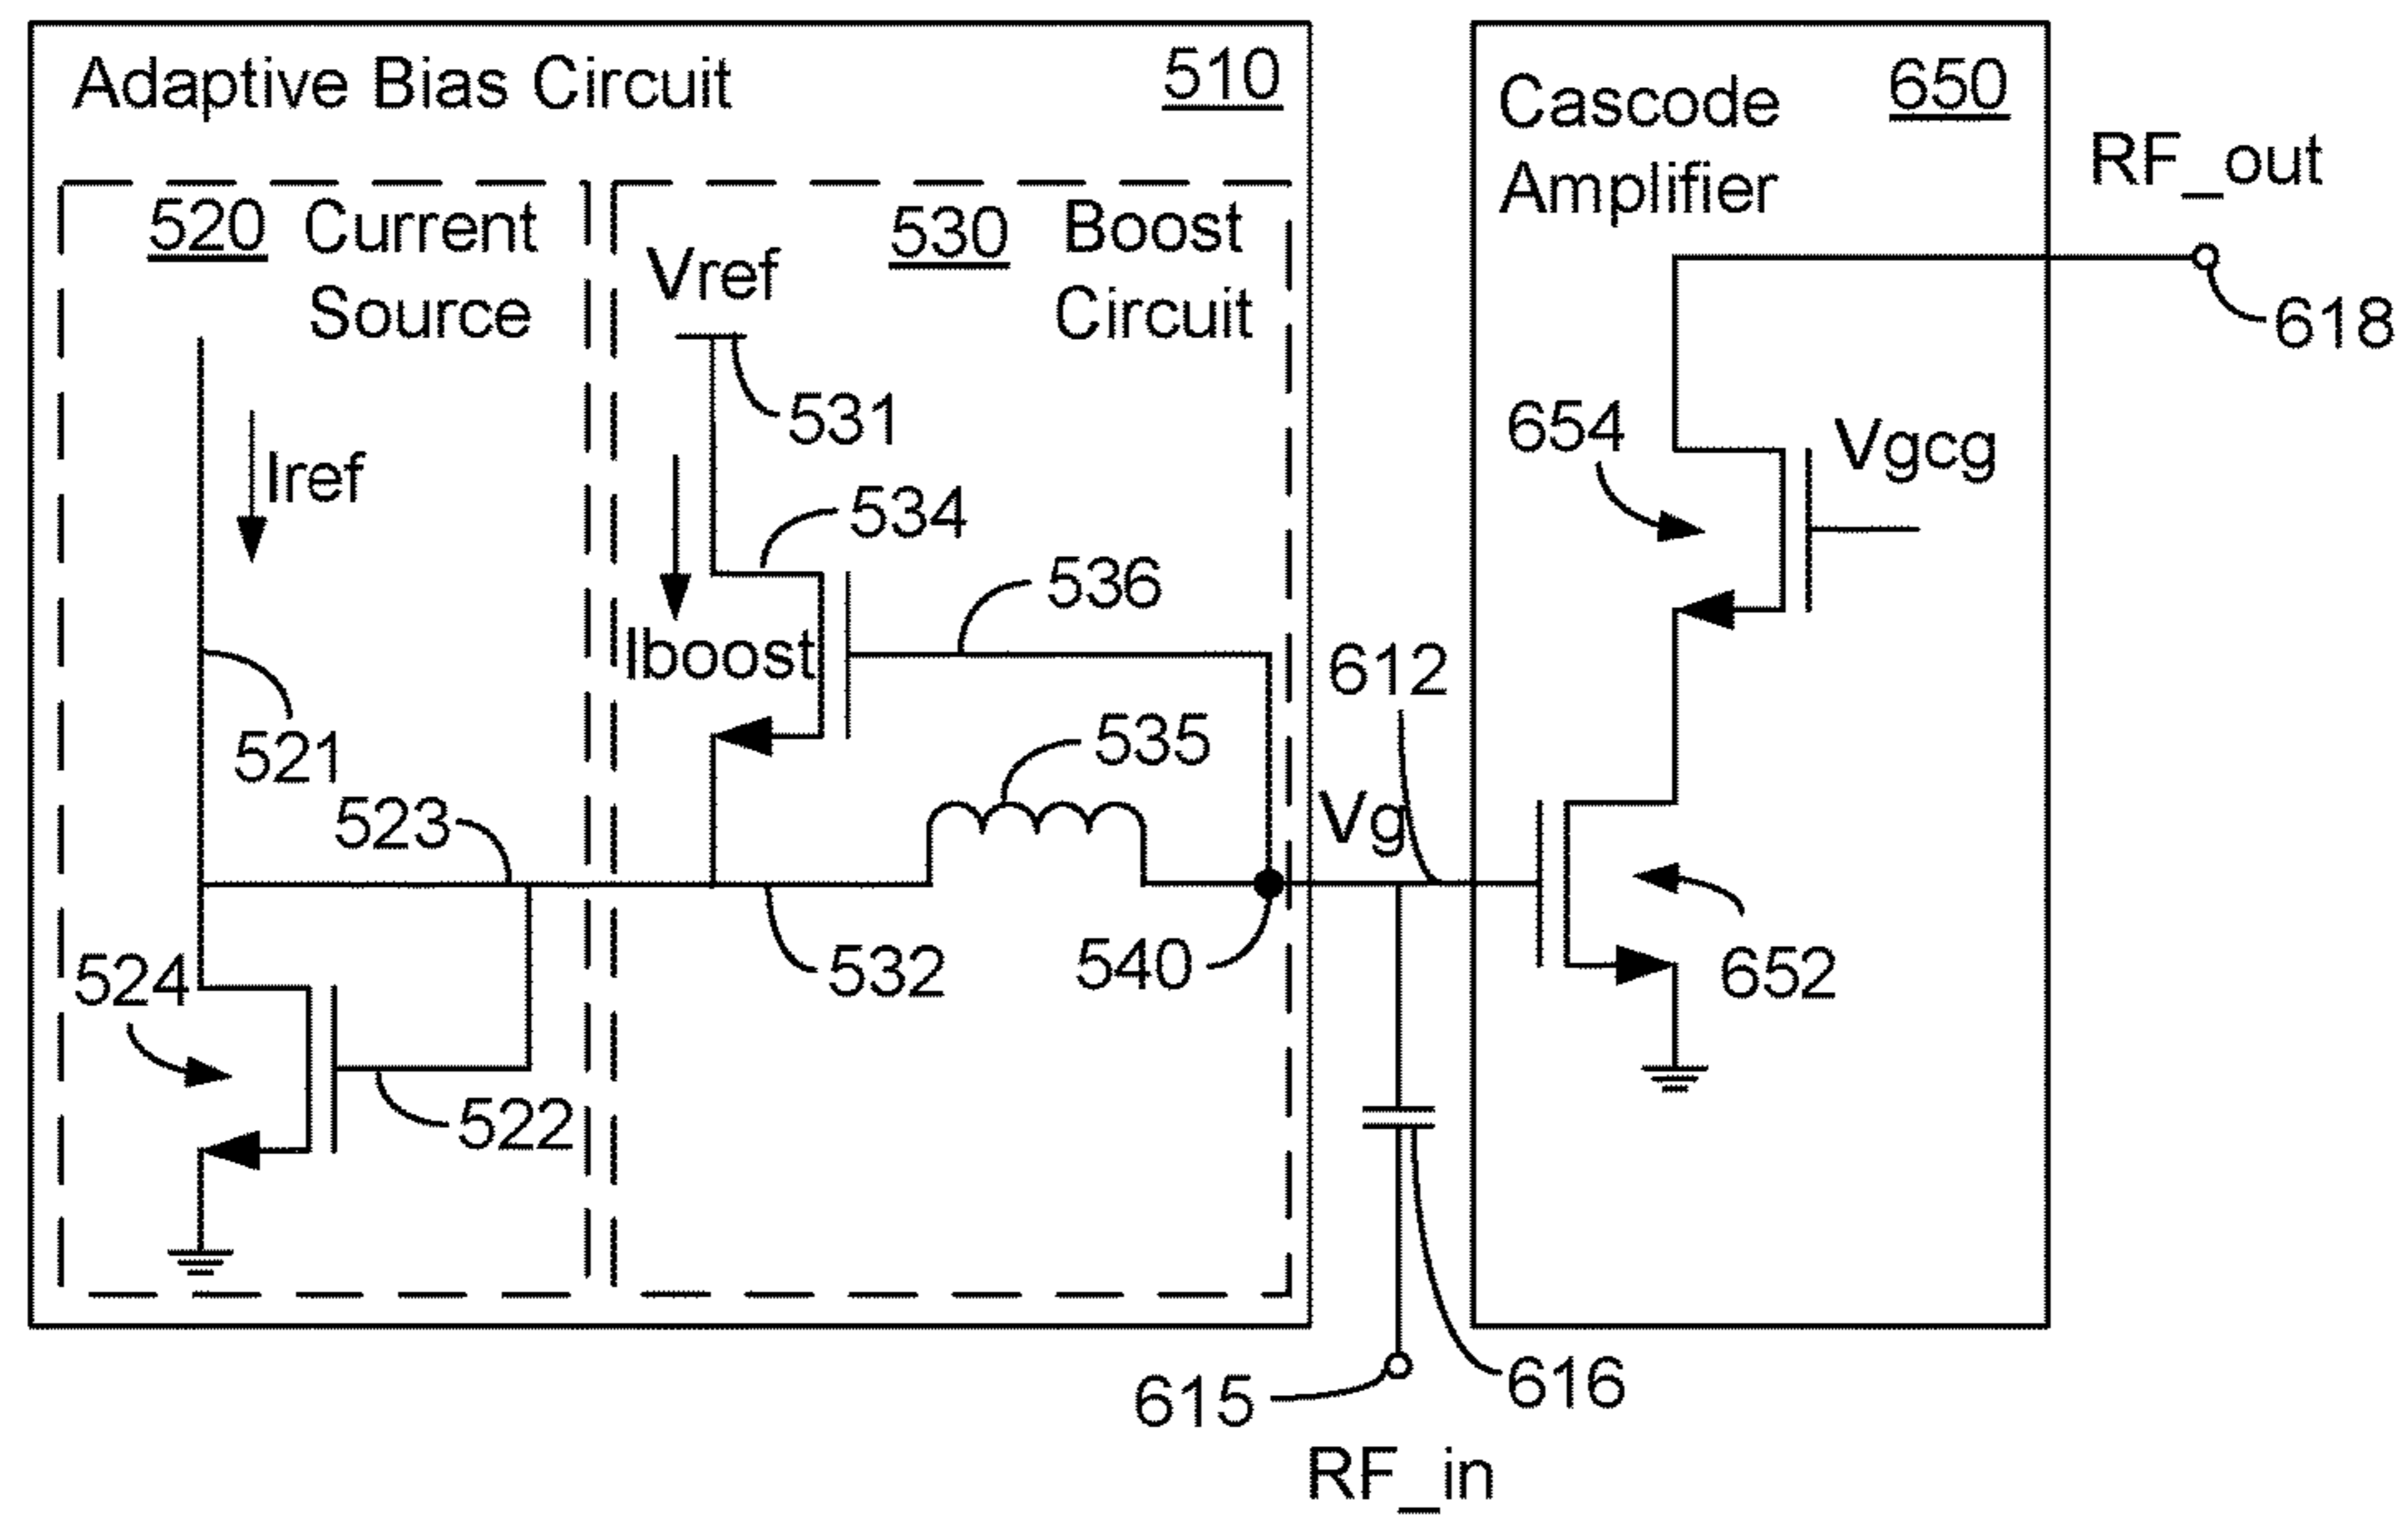 Adaptive Bias Circuit
510
Cascode
Amplifier
650
RF_out
520
Current
Source
Vref
530
Boost
Circuit
618
531
654
Vgcg
Iref
534
536
Iboost
612
521
535
523
Vg
524
532
540
652
522
615
616
RF_in